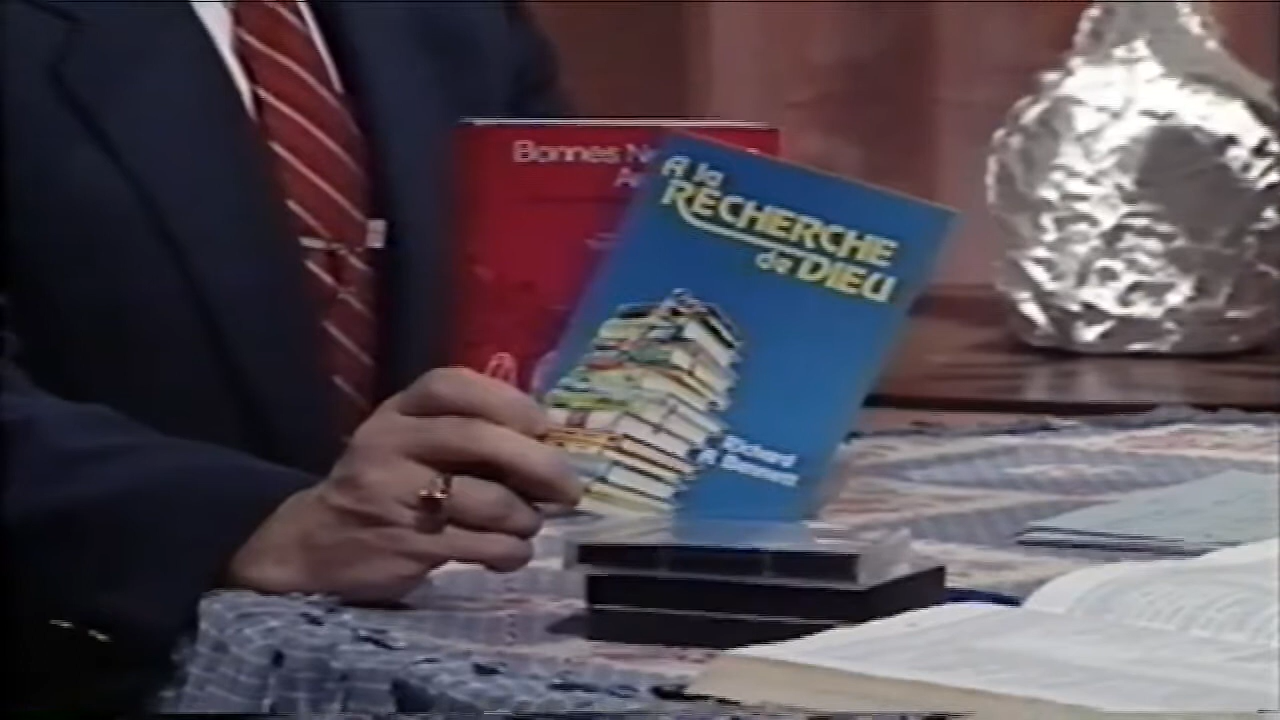 Bonnes
A la
RECHERCHE
de DIEU
Richard
A Bennett